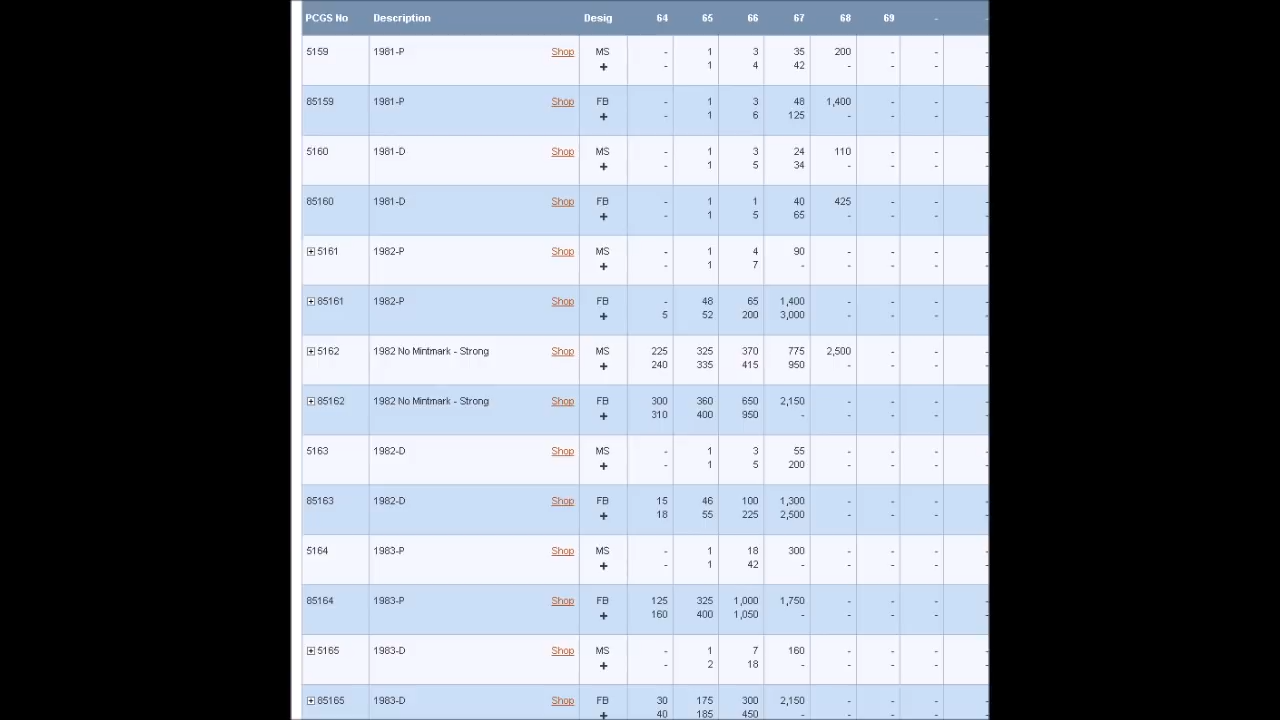 PCGS No Description Desig 64 65 66 67 68 69 - -
5159 1981-P Shop MS - 1 3 35 200 - - -
+ - 1 4 42 - - - -
85159 1981-P Shop FB - 1 3 48 1,400 - - -
+ - 1 6 125 - - - -
5160 1981-D Shop MS - 1 3 24 110 - - -
+ - 1 5 34 - - - -
85160 1981-D Shop FB - 1 1 40 425 - - -
+ - 1 5 65 - - - -
5161 1982-P Shop MS - 1 4 90 - - - -
+ - 1 7 - - - - -
85161 1982-P Shop FB - 48 65 1,400 - - - -
+ 5 52 200 3,000 - - - -
5162 1982 No Mintmark - Strong Shop MS 225 325 370 775 2,500 - - -
+ 240 335 415 950 - - - -
85162 1982 No Mintmark - Strong Shop FB 300 360 650 2,150 - - - -
+ 310 400 950 - - - - -
5163 1982-D Shop MS - 1 3 55 - - - -
+ - 1 5 200 - - - -
85163 1982-D Shop FB 15 46 100 1,300 - - - -
+ 18 55 225 2,500 - - - -
5164 1983-P Shop MS - 1 18 300 - - - -
+ - 1 42 - - - - -
85164 1983-P Shop FB 125 325 1,000 1,750 - - - -
+ 160 400 1,050 - - - - -
5165 1983-D Shop MS - 1 7 160 - - - -
+ - 2 18 - - - - -
85165 1983-D Shop FB 30 175 300 2,150 - - - -
+ 40 185 450 - - - - -